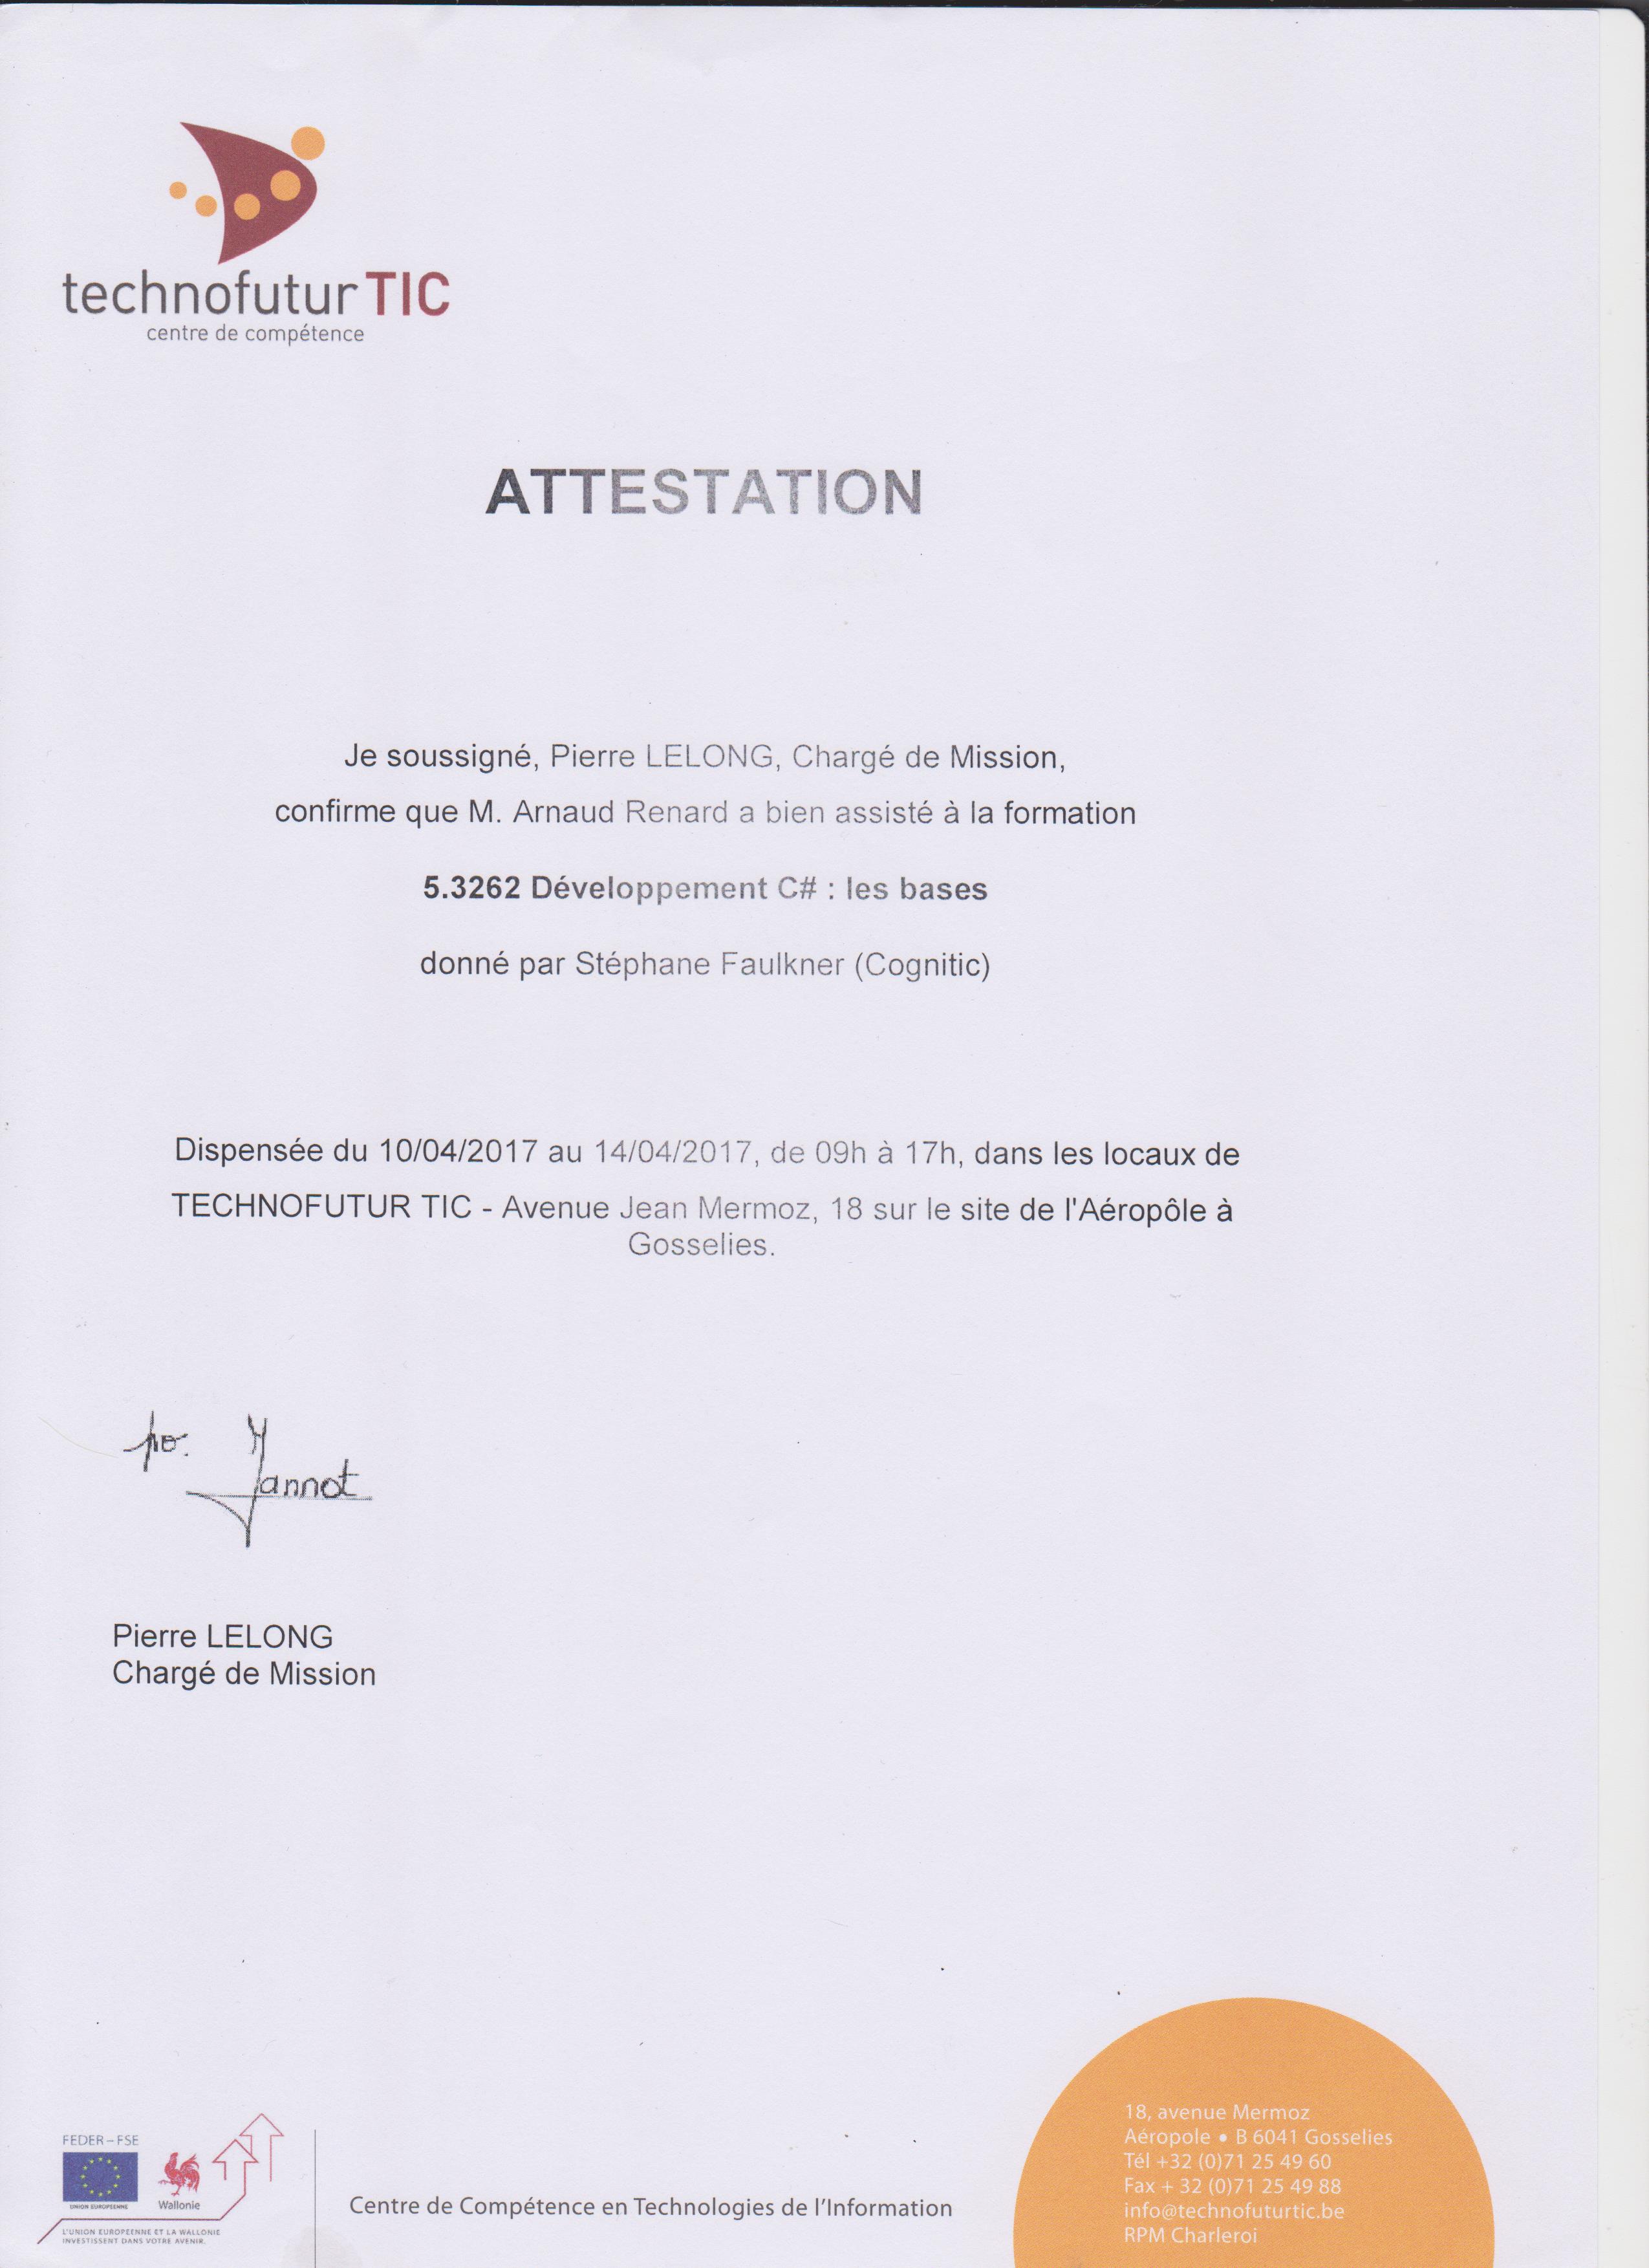 technofuturTIC
centre de compétence
ATTESTATION
Je soussigné, Pierre LELONG, Chargé de Mission,
confirme que M. Arnaud Renard a bien assisté à la formation
5.3262 Développement C# : les bases
donné par Stéphane Faulkner (Cognitic)
Dispensée du 10/04/2017 au 14/04/2017, de 09h à 17h, dans les locaux de
TECHNOFUTUR TIC - Avenue Jean Mermoz, 18 sur le site de l'Aéropôle à
Gosselies.
po. Jannot
Pierre LELONG
Chargé de Mission
FEDER – FSE
UNION EUROPEENNE
Wallonie
L'UNION EUROPEENNE ET LA WALLONIE
INVESTISSENT DANS VOTRE AVENIR.
Centre de Compétence en Technologies de l'Information
18, avenue Mermoz
Aéropole • B 6041 Gosselies
Tél +32 (0)71 25 49 60
Fax + 32 (0)71 25 49 88
info@technofuturtic.be
RPM Charleroi